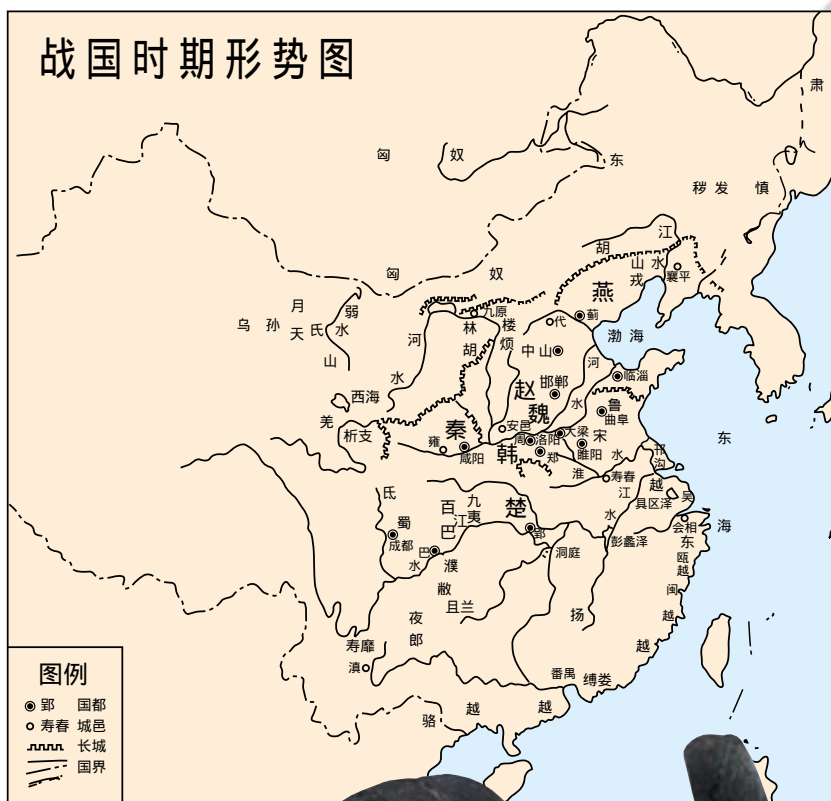 战国时期形势图
肃
匈 奴
东
秽 发 慎
胡 江
匈 奴
山 水
戎 襄平
燕
月
乌 孙 天 氏
弱
水
山
九原
林
胡
楼
烦
代
蓟
渤 海
河
中 山
河
临淄
水
邯郸
赵
魏
水
鲁
曲阜
西海
羌
析支
秦
雍
咸阳
安邑
周 洛阳
大梁 宋
睢阳
韩
郑
东
海
邗
沟
淮 水
寿春
江
水
越
吴
具区泽
会稽
氐
蜀
成都
巴
水
百 九
江 夷
巴
楚
郢
濮
洞庭
彭蠡泽
东
瓯
越
闽
越
敝
且兰
夜
郎
扬
越
寿靡
滇
番禺
缚娄
骆 越 越
图例
郢 国都
寿春 城邑
长城
国界